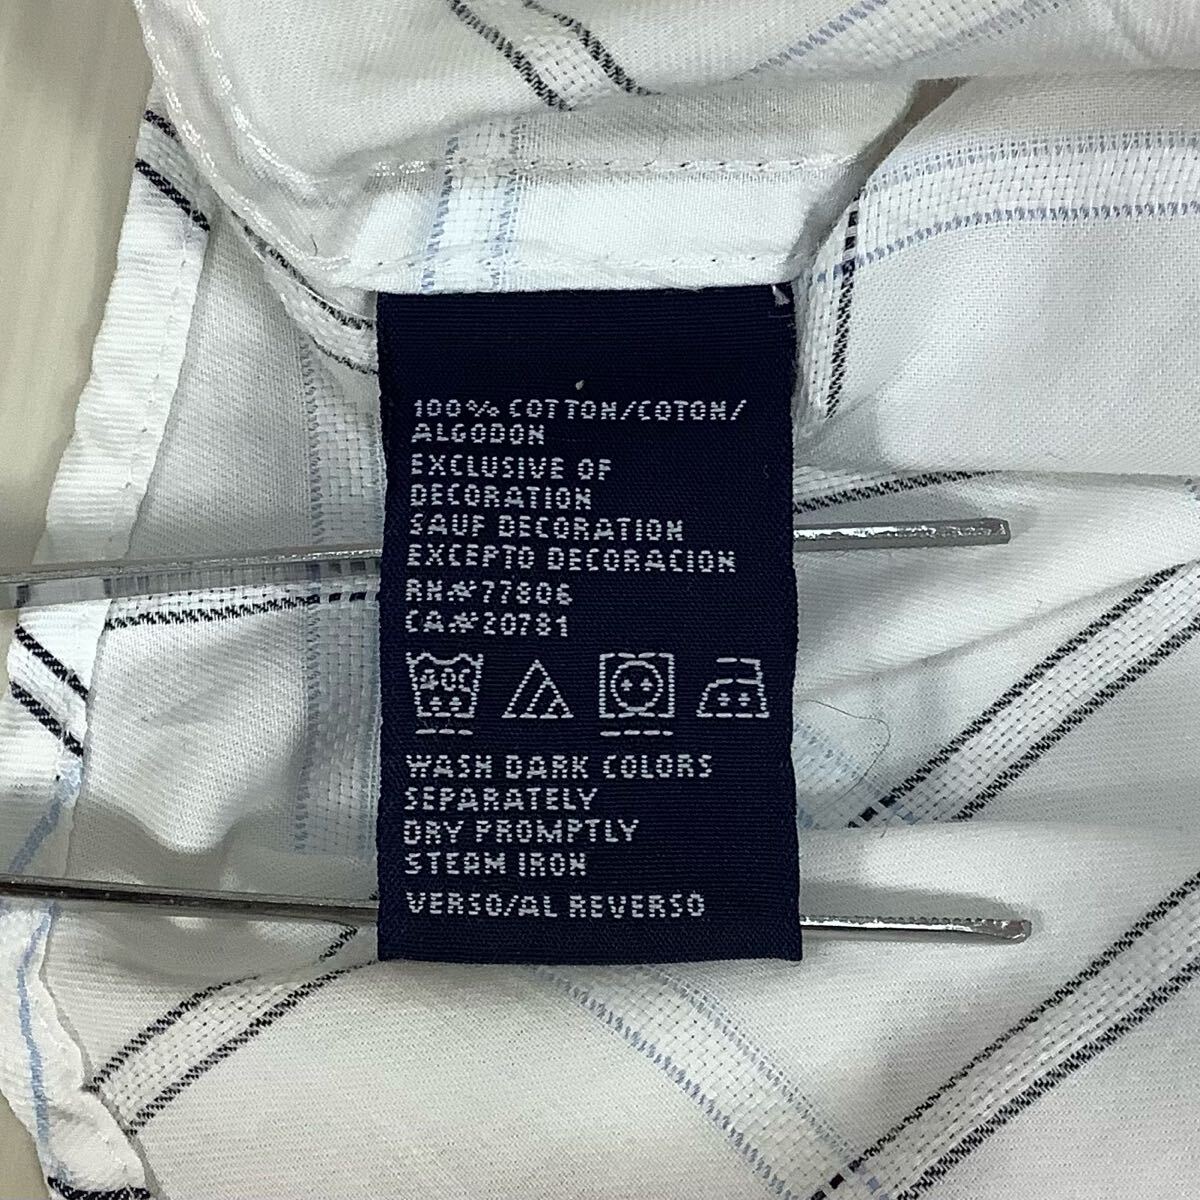 100% COTTON/COTON/
ALGODON
EXCLUSIVE OF
DECORATION
SAUF DECORATION
EXCEPTO DECORACION
RN#77806
CA#20781
40C
WASH DARK COLORS
SEPARATELY
DRY PROMPTLY
STEAM IRON
VERSO/AL REVERSO